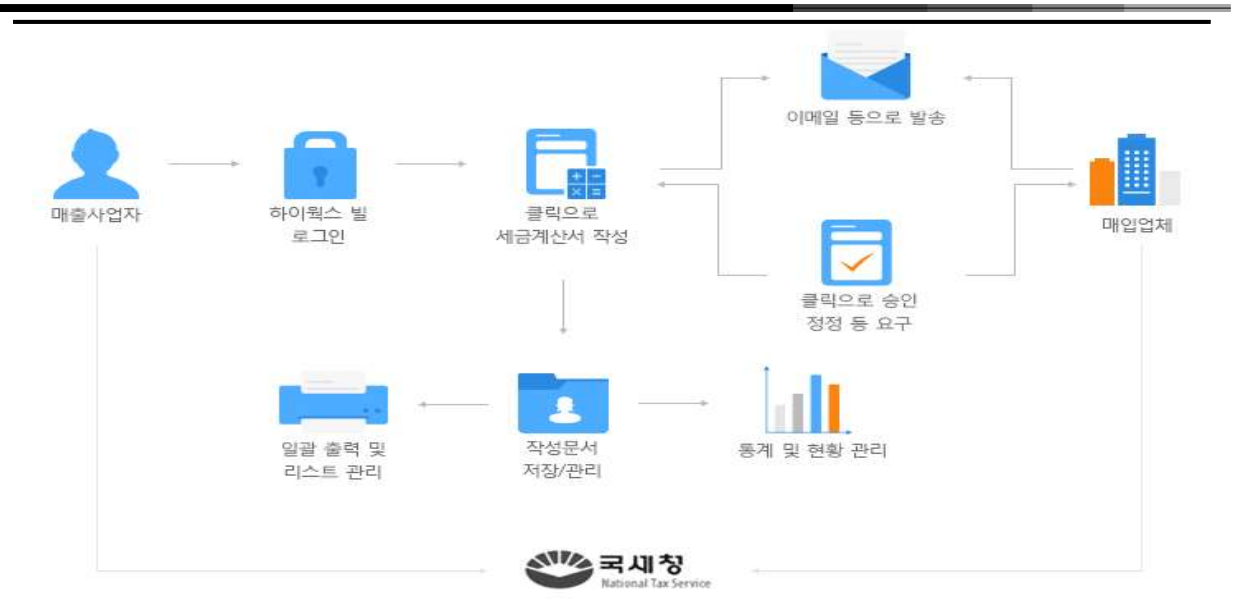 이메일 등으로 발송
매출사업자
하이웍스 빌
로그인
클릭으로
세금계산서 작성
매입업체
클릭으로 승인
정정 등 요구
일괄 출력 및
리스트 관리
작성문서
저장/관리
통계 및 현황 관리
국세청
National Tax Service